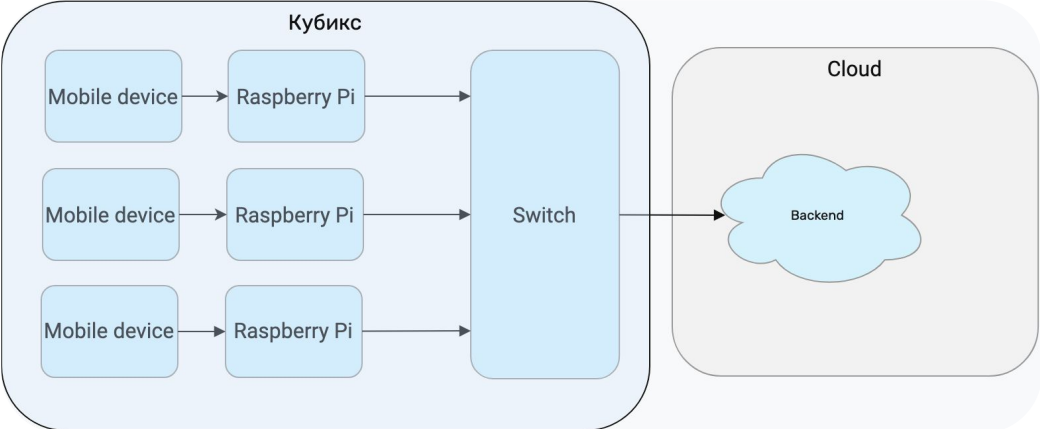 Кубикс
Cloud
Mobile device
Raspberry Pi
Mobile device
Raspberry Pi
Switch
Backend
Mobile device
Raspberry Pi